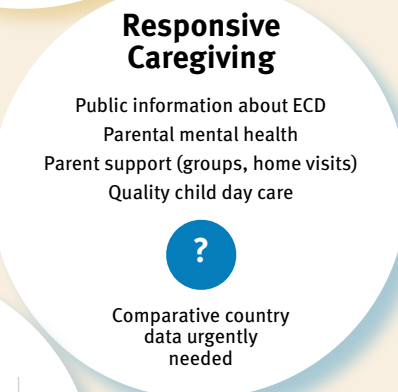 Responsive
Caregiving
Public information about ECD
Parental mental health
Parent support (groups, home visits)
Quality child day care
?
Comparative country
data urgently
needed